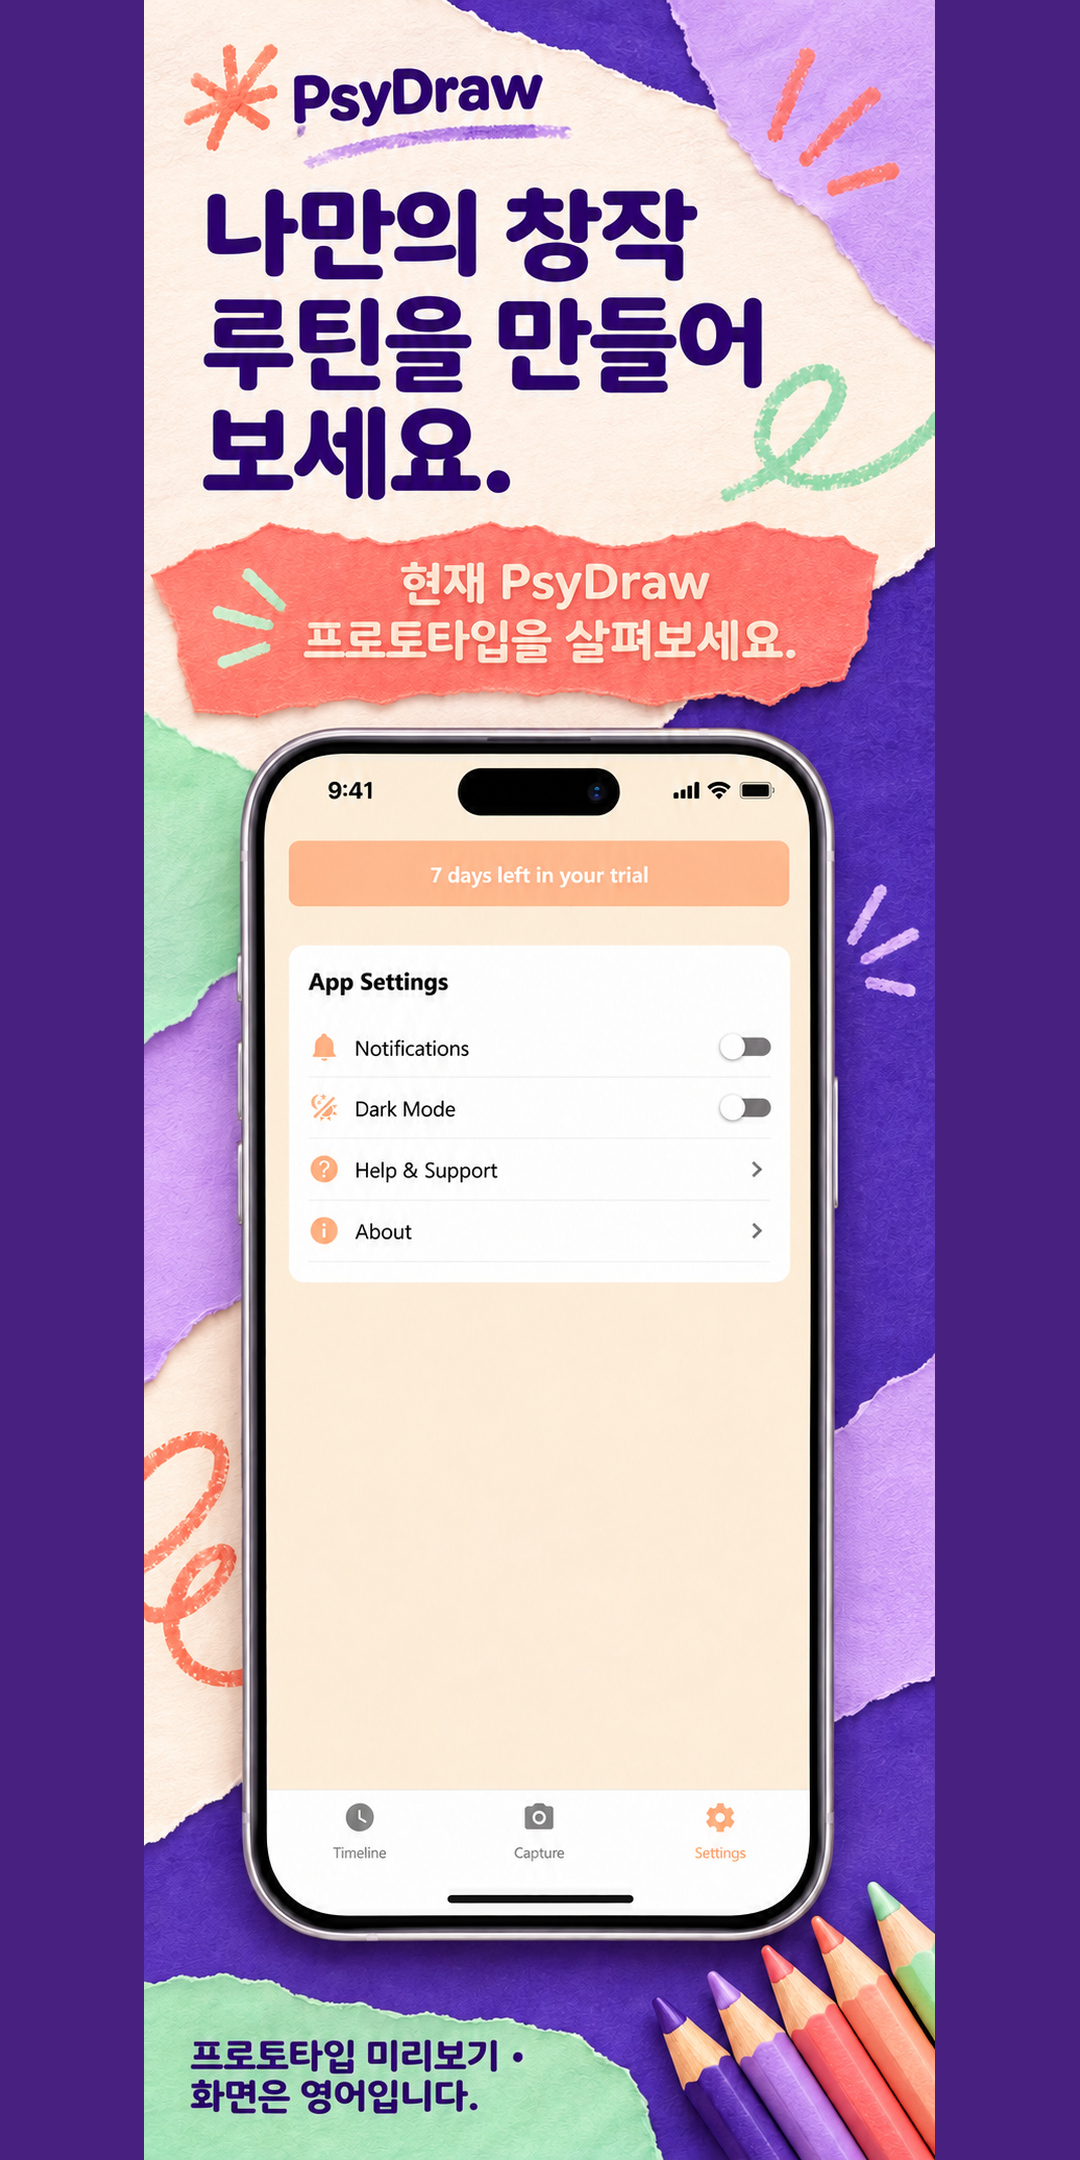 PsyDraw
나만의 창작
루틴을 만들어
보세요.
현재 PsyDraw
프로토타입을 살펴보세요.
9:41
7 days left in your trial
App Settings
Notifications
Dark Mode
Help & Support
About
Timeline
Capture
Settings
프로토타입 미리보기 •
화면은 영어입니다.